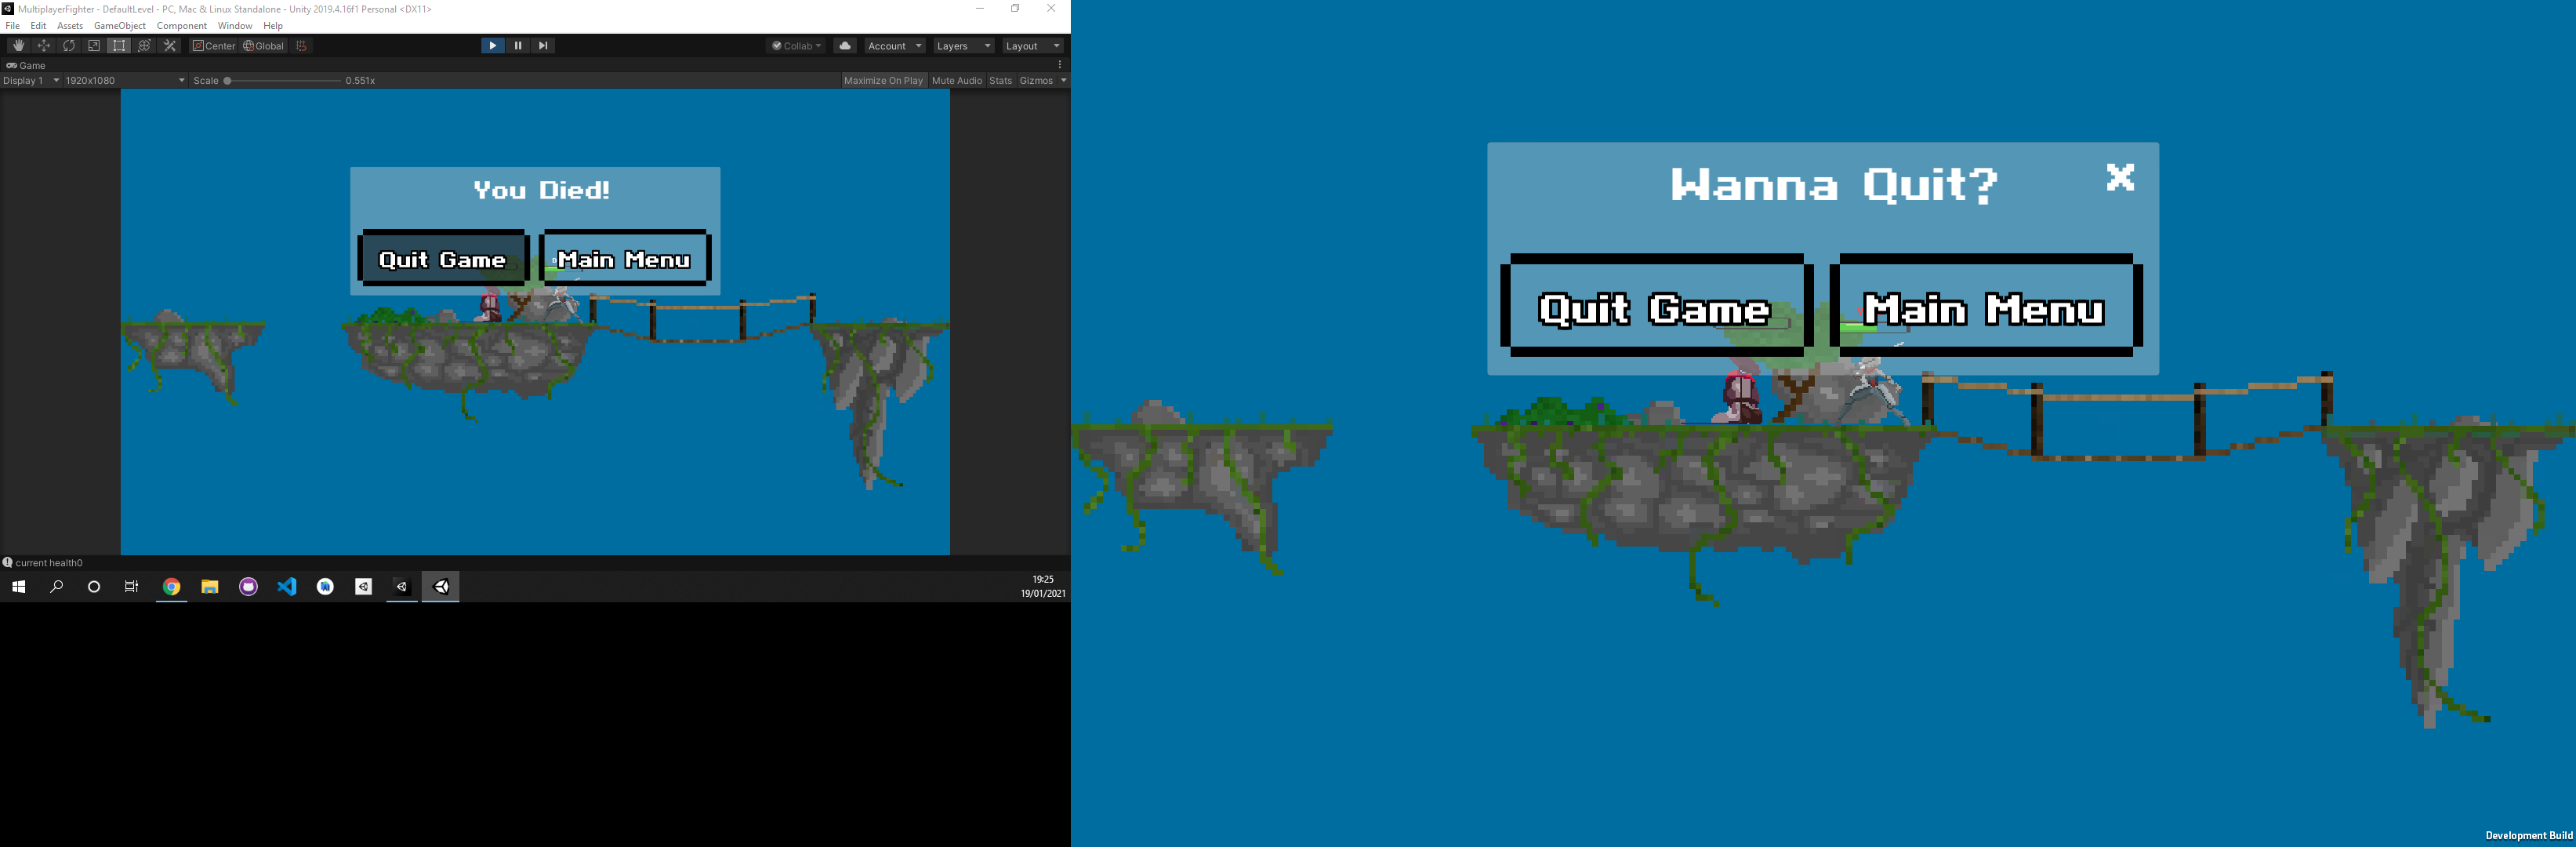 MultiplayerFighter - DefaultLevel - PC, Mac & Linux Standalone - Unity 2019.4.16f1 Personal <DX11>
File Edit Assets GameObject Component Window Help
Center Global Collab Account Layers Layout
Game
Display 1 1920x1080 Scale 0.551x Maximize On Play Mute Audio Stats Gizmos
You Died!
Quit Game Main Menu
current health0
19:25
19/01/2021
Wanna Quit?
Quit Game Main Menu
Development Build